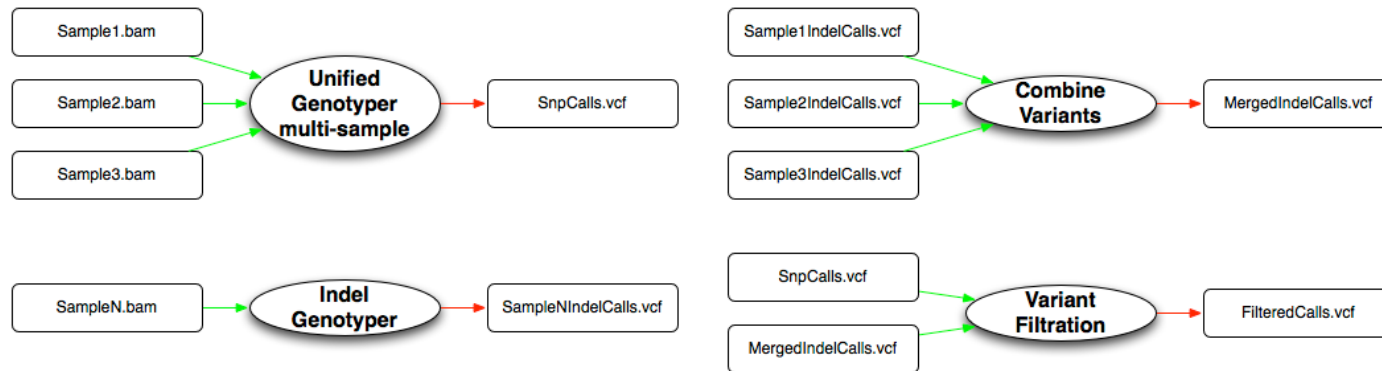 Sample1.bam
Sample2.bam
Sample3.bam
Unified
Genotyper
multi-sample
SnpCalls.vcf
Sample1IndelCalls.vcf
Sample2IndelCalls.vcf
Sample3IndelCalls.vcf
Combine
Variants
MergedIndelCalls.vcf
SampleN.bam
Indel
Genotyper
SampleNIndelCalls.vcf
SnpCalls.vcf
MergedIndelCalls.vcf
Variant
Filtration
FilteredCalls.vcf